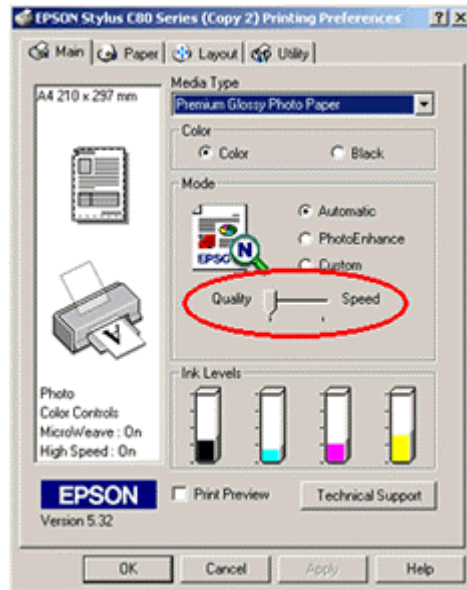 EPSON Stylus C80 Series (Copy 2) Printing Preferences
Main Paper Layout Utility
A4 210 x 297 mm
Media Type
Premium Glossy Photo Paper
Color
Color Black
Mode
Automatic
PhotoEnhance
Custom
EPSON
N
Quality Speed
Ink Levels
Photo
Color Controls
MicroWeave : On
High Speed : On
EPSON
Version 5.32
Print Preview
Technical Support
OK Cancel Apply Help